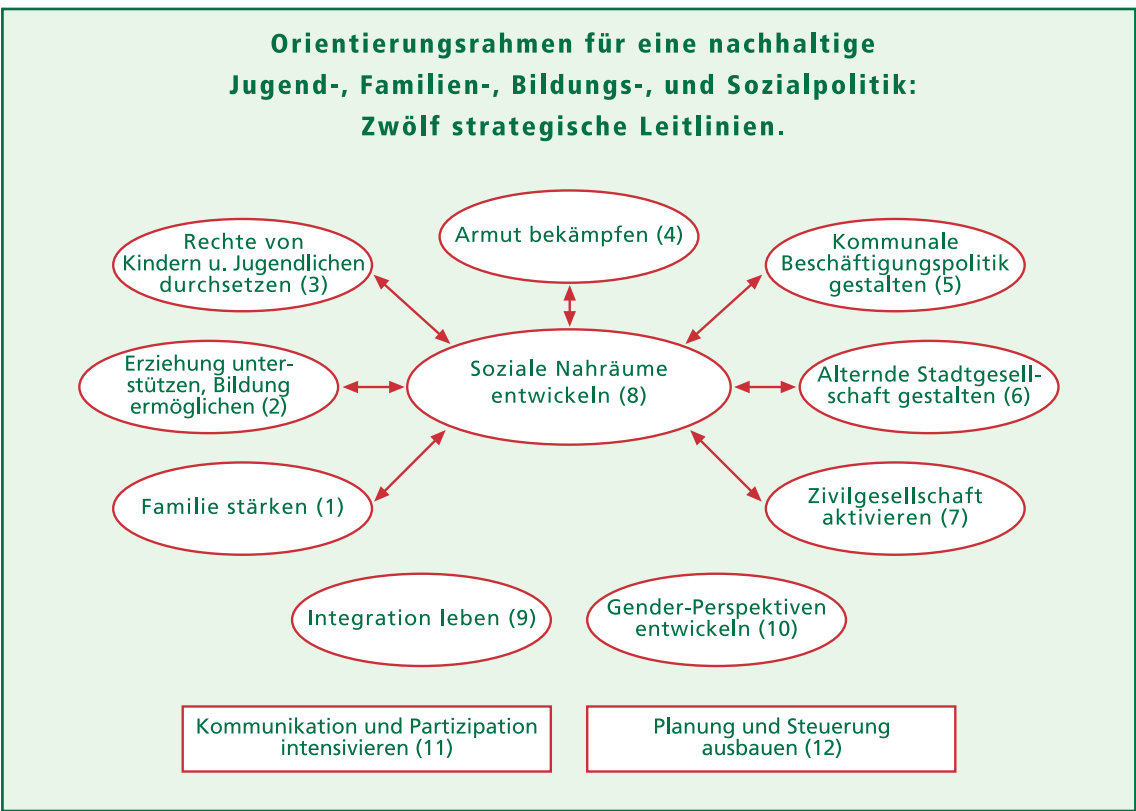 Orientierungsrahmen für eine nachhaltige
Jugend-, Familien-, Bildungs-, und Sozialpolitik:
Zwölf strategische Leitlinien.
Armut bekämpfen (4)
Rechte von
Kindern u. Jugendlichen
durchsetzen (3)
Kommunale
Beschäftigungspolitik
gestalten (5)
Erziehung unter-
stützen, Bildung
ermöglichen (2)
Soziale Nahräume
entwickeln (8)
Alternde Stadtgesell-
schaft gestalten (6)
Familie stärken (1)
Zivilgesellschaft
aktivieren (7)
Integration leben (9)
Gender-Perspektiven
entwickeln (10)
Kommunikation und Partizipation
intensivieren (11)
Planung und Steuerung
ausbauen (12)